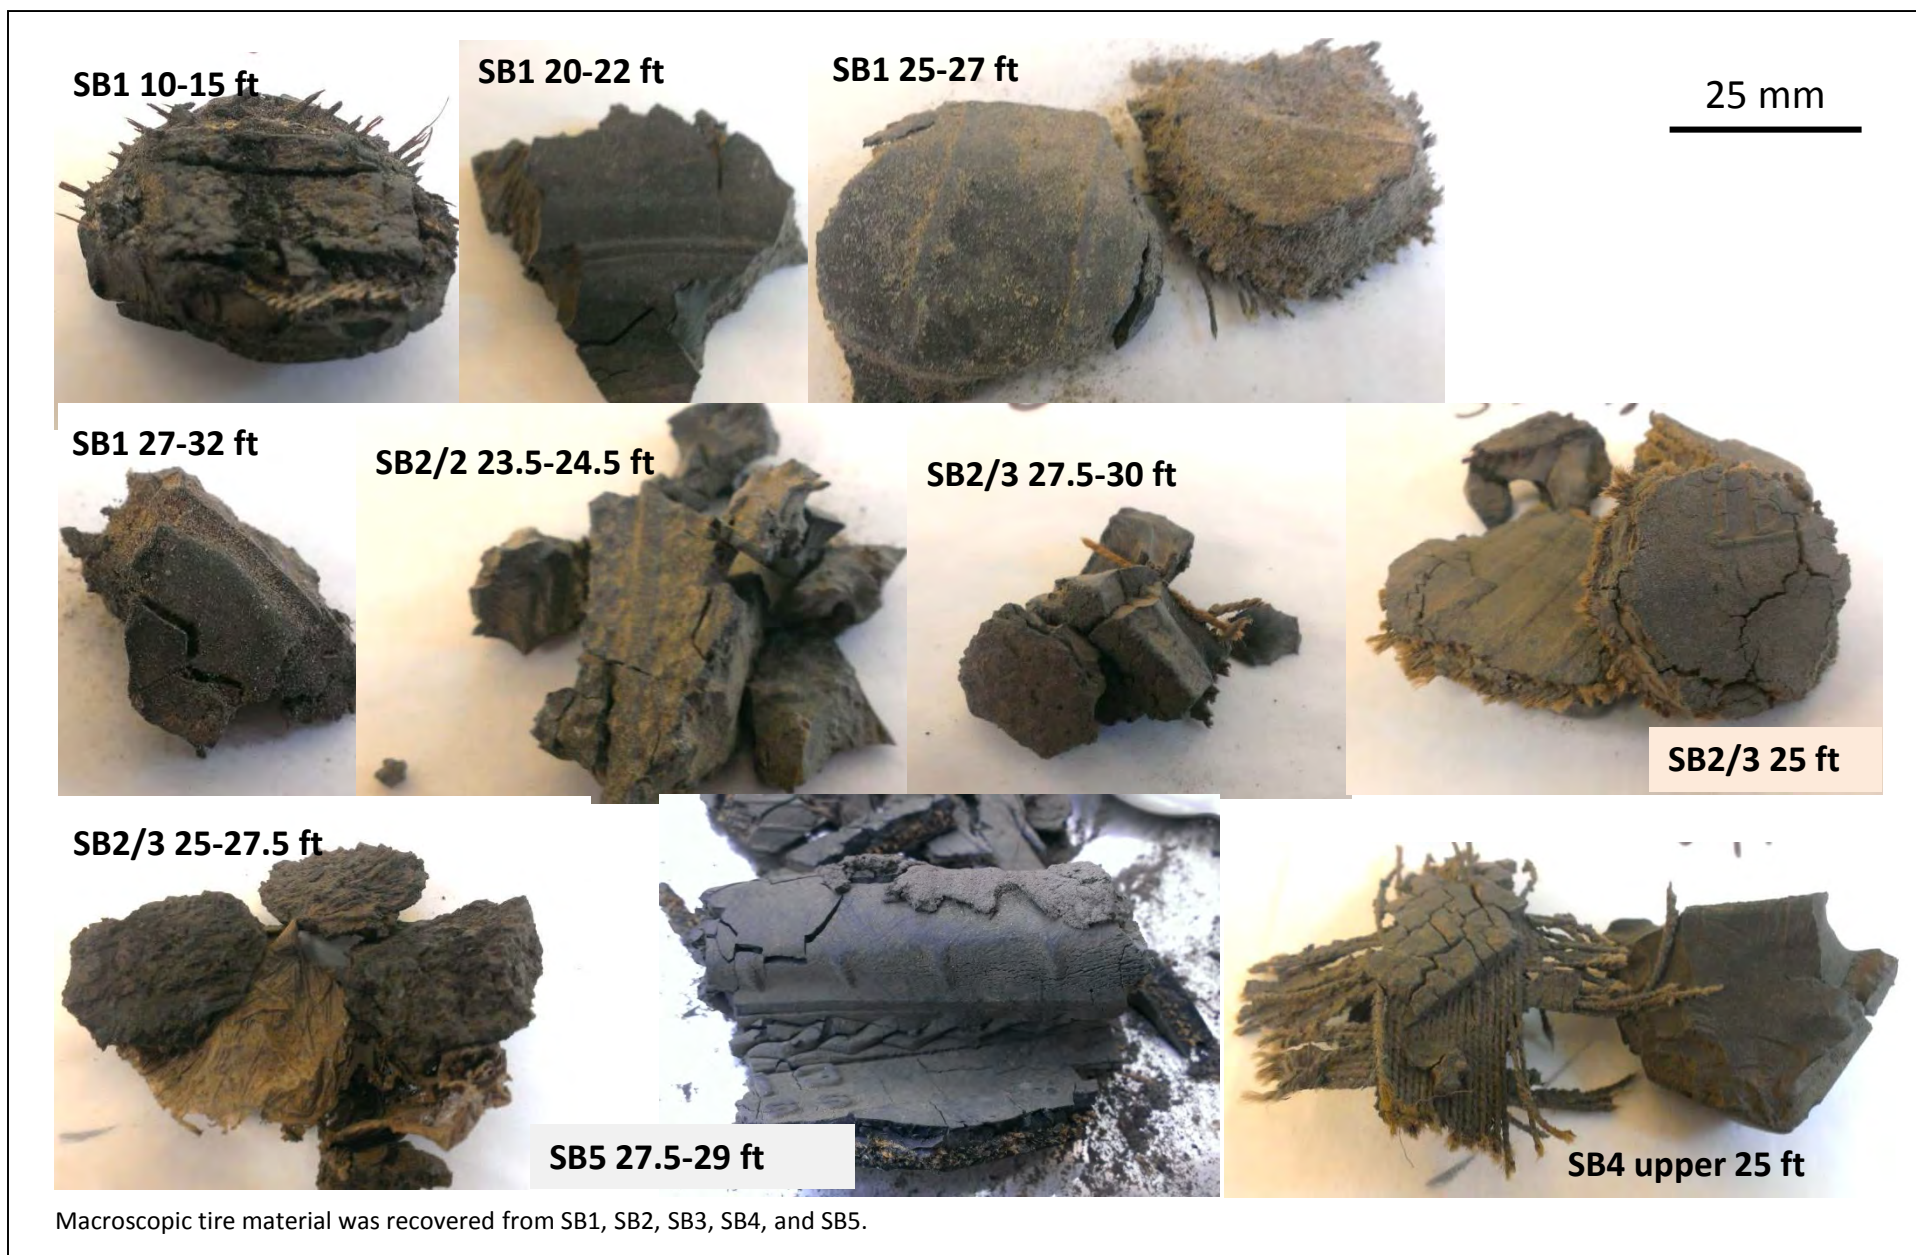 SB1 10-15 ft
SB1 20-22 ft
SB1 25-27 ft
25 mm
SB1 27-32 ft
SB2/2 23.5-24.5 ft
SB2/3 27.5-30 ft
SB2/3 25 ft
SB2/3 25-27.5 ft
SB5 27.5-29 ft
SB4 upper 25 ft
Macroscopic tire material was recovered from SB1, SB2, SB3, SB4, and SB5.